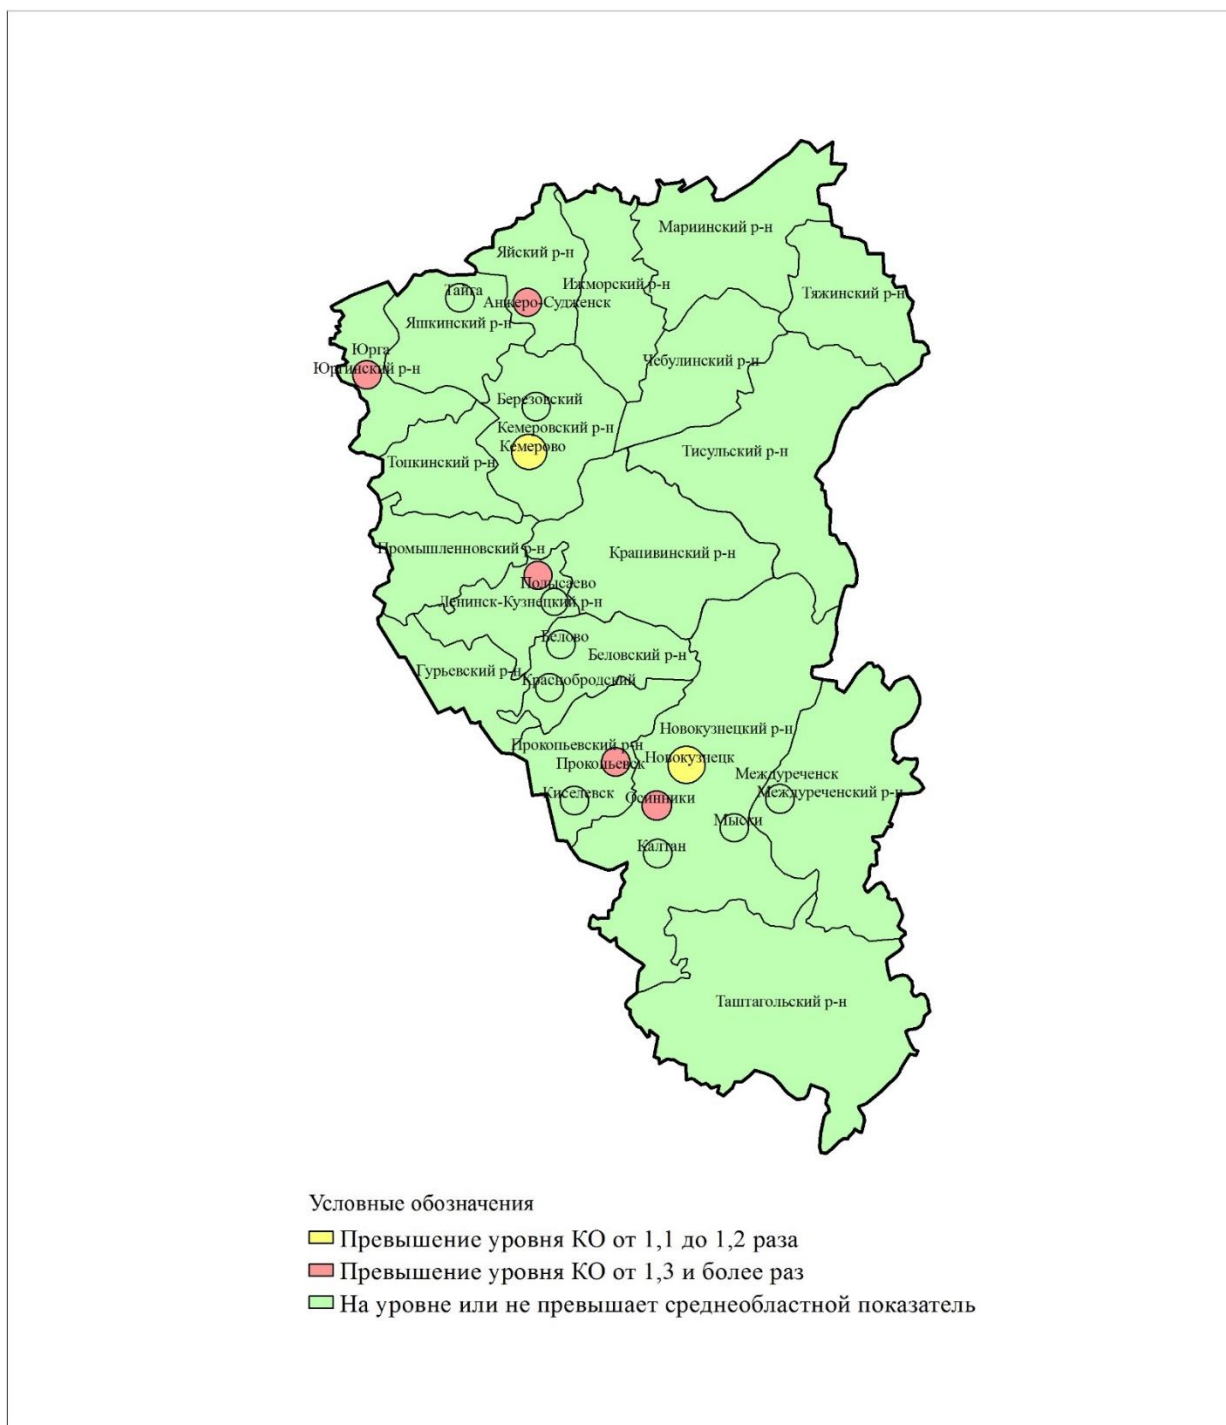 Мариинский р-н
Яйский р-н
Ижморский р-н
Тяжинский р-н
Тайга
Анжеро-Судженск
Яшкинский р-н
Юрга
Юргинский р-н
Чебулинский р-н
Березовский
Кемеровский р-н
Кемерово
Тисульский р-н
Топкинский р-н
Промышленновский р-н
Крапивинский р-н
Полысаево
Ленинск-Кузнецкий р-н
Белово
Беловский р-н
Гурьевский р-н
Краснобродский
Новокузнецкий р-н
Прокопьевский р-н
Новокузнецк
Прокопьевск
Междуреченск
Междуреченский р-н
Киселевск
Осинники
Мыски
Калтан
Таштагольский р-н
Условные обозначения
Превышение уровня КО от 1,1 до 1,2 раза
Превышение уровня КО от 1,3 и более раз
На уровне или не превышает среднеобластной показатель